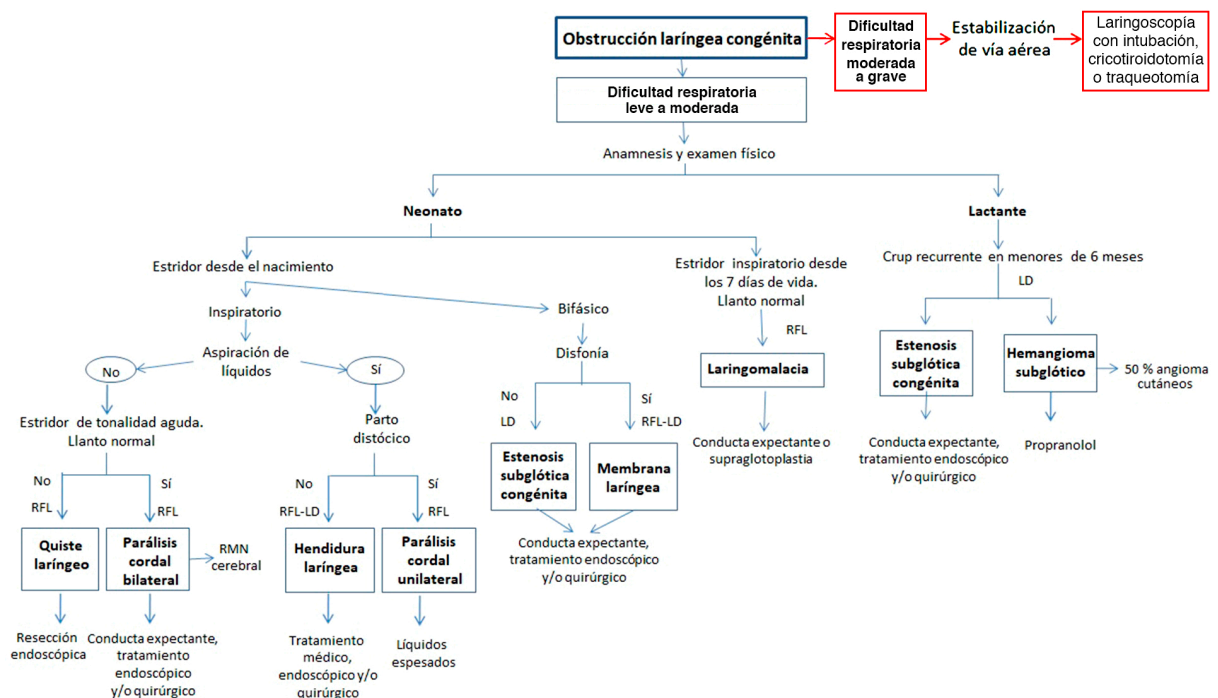 Obstrucción laríngea congénita
Dificultad
respiratoria
moderada
a grave
Estabilización
de vía aérea
Laringoscopía
con intubación,
cricotiroidotomía
o traqueotomía
Dificultad respiratoria
leve a moderada
Anamnesis y examen físico
Neonato
Lactante
Estridor desde el nacimiento
Estridor inspiratorio desde
los 7 días de vida.
Llanto normal
Crup recurrente en menores de 6 meses
LD
Inspiratorio
Bifásico
RFL
Aspiración de
líquidos
No
Sí
Disfonía
Laringomalacia
Estenosis
subglótica
congénita
Hemangioma
subglótico
50 % angioma
cutáneos
Estridor de tonalidad aguda.
Llanto normal
Parto
distócico
No
LD
Sí
RFL-LD
Conducta expectante o
supraglotoplastia
Conducta expectante,
tratamiento endoscópico
y/o quirúrgico
Propranolol
No
RFL
Sí
RFL
No
RFL-LD
Sí
RFL
Estenosis
subglótica
congénita
Membrana
laríngea
Quiste
laríngeo
Parálisis
cordal
bilateral
RMN
cerebral
Hendidura
laríngea
Parálisis
cordal
unilateral
Conducta expectante,
tratamiento endoscópico
y/o quirúrgico
Resección
endoscópica
Conducta expectante,
tratamiento
endoscópico
y/o quirúrgico
Tratamiento
médico,
endoscópico y/o
quirúrgico
Líquidos
espesados